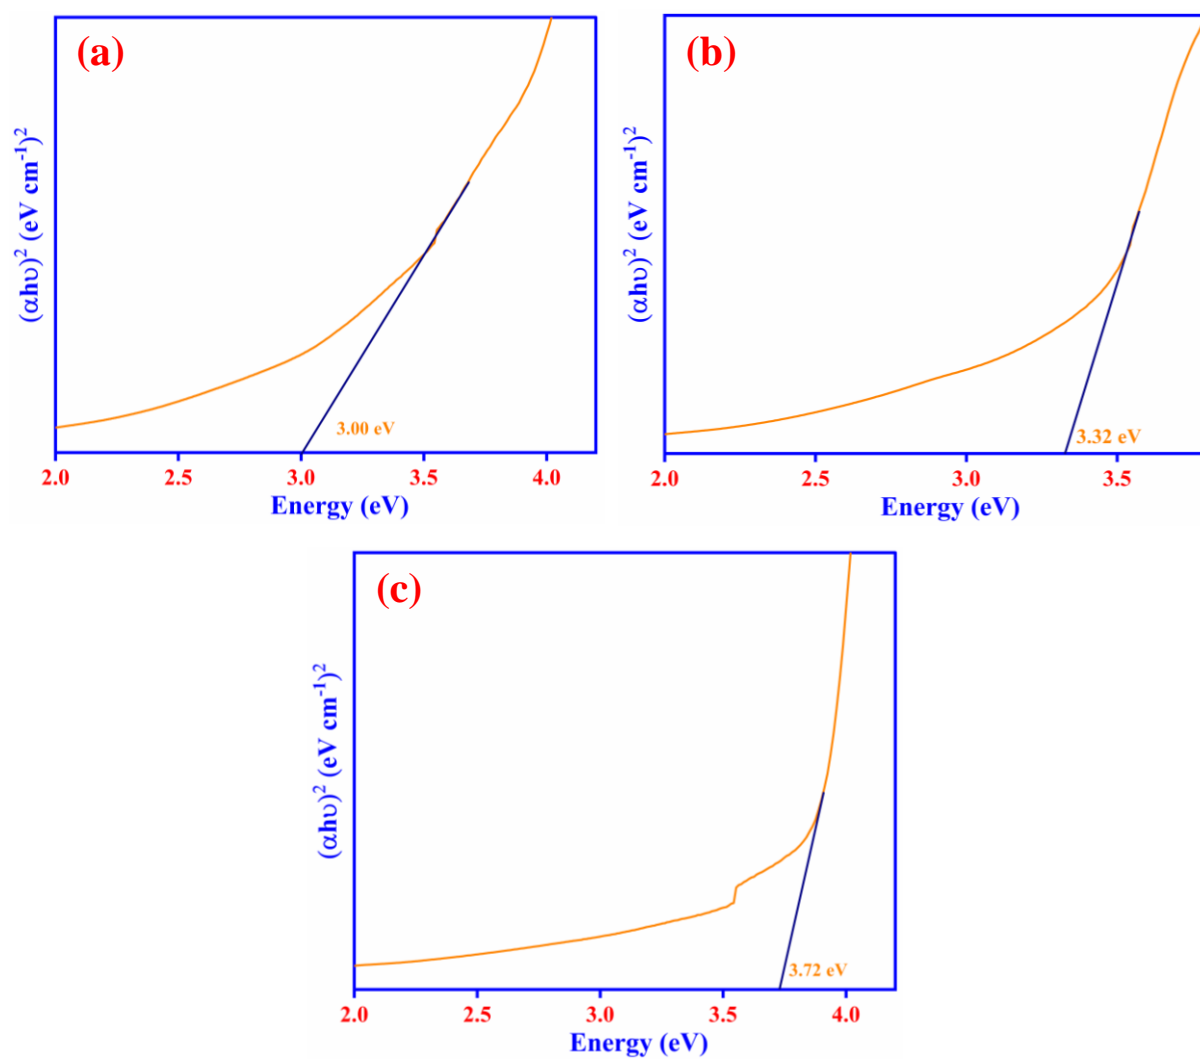 (a)
(αhυ)² (eV cm⁻¹)²
3.00 eV
2.0 2.5 3.0 3.5 4.0
Energy (eV)
(b)
(αhυ)² (eV cm⁻¹)²
3.32 eV
2.0 2.5 3.0 3.5
Energy (eV)
(c)
(αhυ)² (eV cm⁻¹)²
3.72 eV
2.0 2.5 3.0 3.5 4.0
Energy (eV)